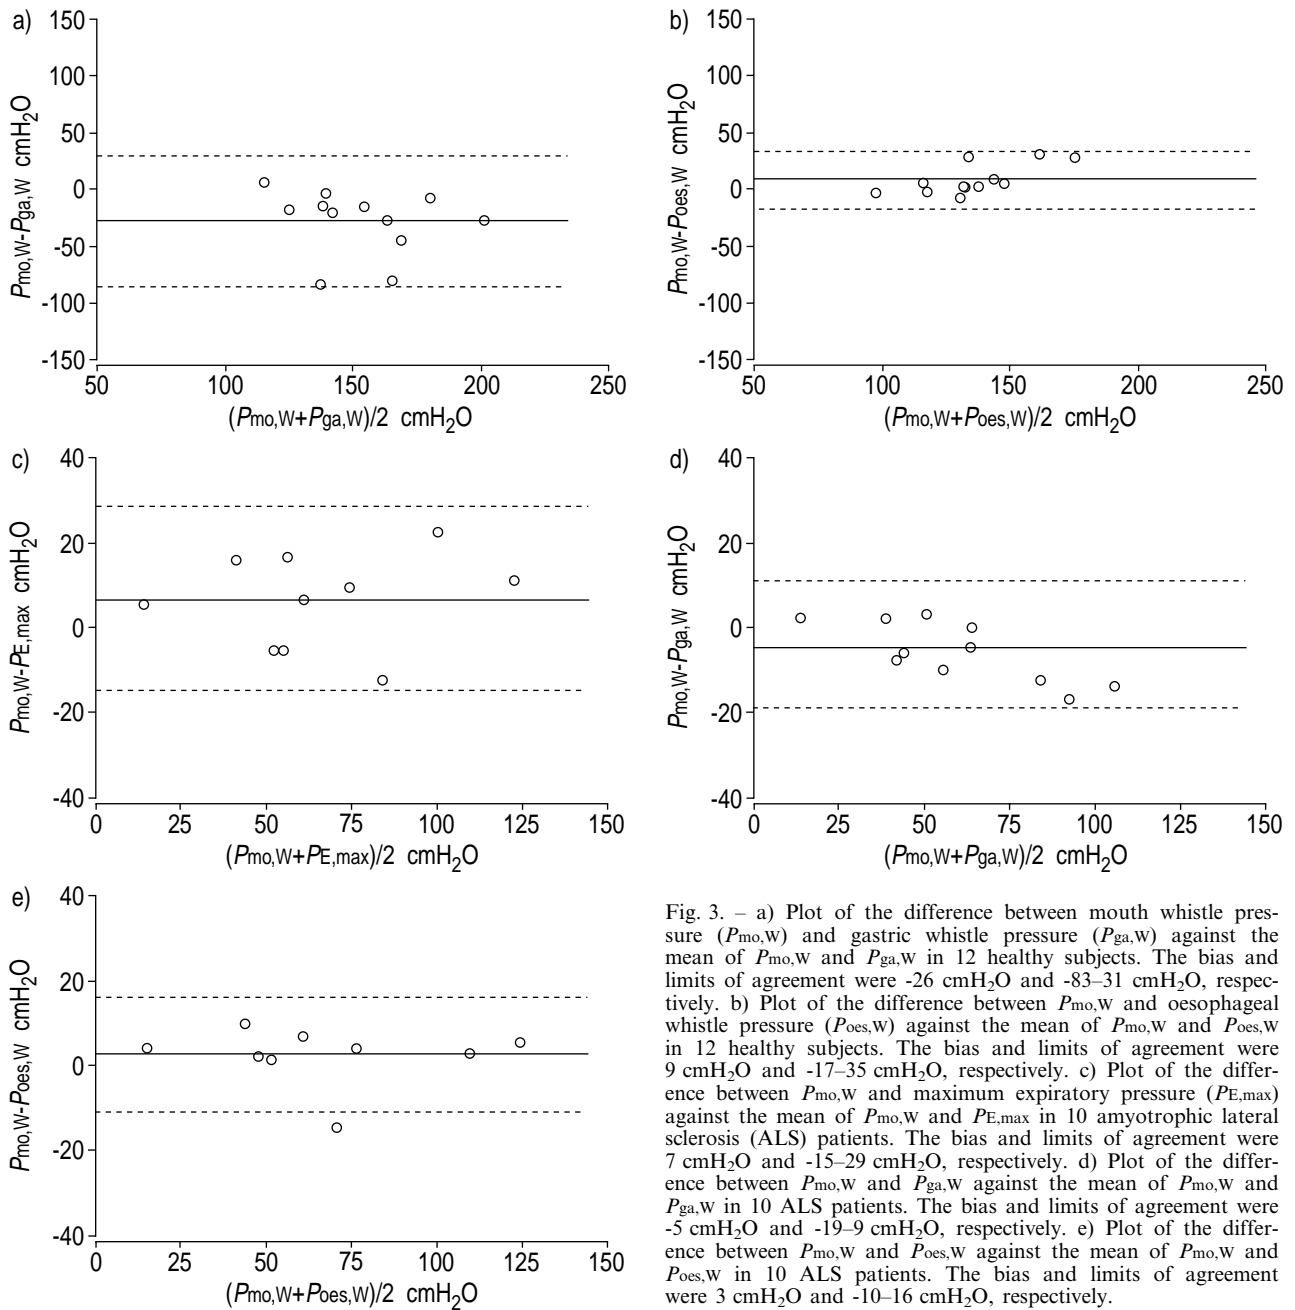 a)
150
100
50
0
-50
-100
-150
Pmo,W-Pga,W cmH2O
50 100 150 200 250
(Pmo,W+Pga,W)/2 cmH2O
b)
150
100
50
0
-50
-100
-150
Pmo,W-Poes,W cmH2O
50 100 150 200 250
(Pmo,W+Poes,W)/2 cmH2O
c)
40
20
0
-20
-40
Pmo,W-PE,max cmH2O
0 25 50 75 100 125 150
(Pmo,W+PE,max)/2 cmH2O
d)
40
20
0
-20
-40
Pmo,W-Pga,W cmH2O
0 25 50 75 100 125 150
(Pmo,W+Pga,W)/2 cmH2O
e)
40
20
0
-20
-40
Pmo,W-Poes,W cmH2O
0 25 50 75 100 125 150
(Pmo,W+Poes,W)/2 cmH2O
Fig. 3. – a) Plot of the difference between mouth whistle pres-
sure (Pmo,W) and gastric whistle pressure (Pga,W) against the
mean of Pmo,W and Pga,W in 12 healthy subjects. The bias and
limits of agreement were -26 cmH2O and -83–31 cmH2O, respec-
tively. b) Plot of the difference between Pmo,W and oesophageal
whistle pressure (Poes,W) against the mean of Pmo,W and Poes,W
in 12 healthy subjects. The bias and limits of agreement were
9 cmH2O and -17–35 cmH2O, respectively. c) Plot of the differ-
ence between Pmo,W and maximum expiratory pressure (PE,max)
against the mean of Pmo,W and PE,max in 10 amyotrophic lateral
sclerosis (ALS) patients. The bias and limits of agreement were
7 cmH2O and -15–29 cmH2O, respectively. d) Plot of the differ-
ence between Pmo,W and Pga,W against the mean of Pmo,W and
Pga,W in 10 ALS patients. The bias and limits of agreement were
-5 cmH2O and -19–9 cmH2O, respectively. e) Plot of the differ-
ence between Pmo,W and Poes,W against the mean of Pmo,W and
Poes,W in 10 ALS patients. The bias and limits of agreement
were 3 cmH2O and -10–16 cmH2O, respectively.